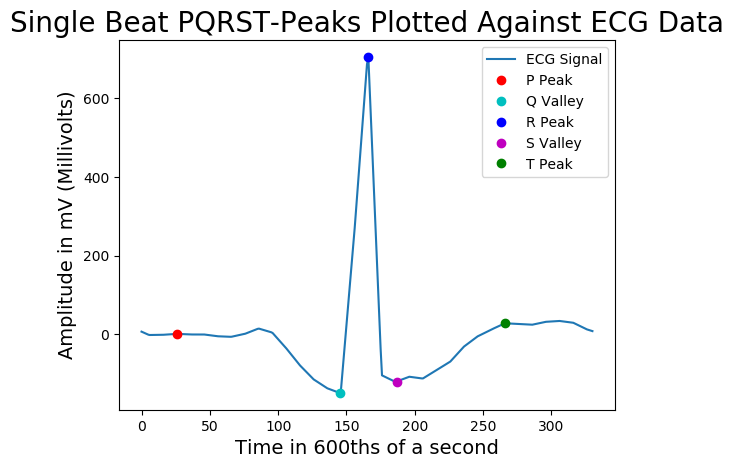 Single Beat PQRST-Peaks Plotted Against ECG Data
ECG Signal
P Peak
Q Valley
R Peak
S Valley
T Peak
Amplitude in mV (Millivolts)
600
400
200
0
0 50 100 150 200 250 300
Time in 600ths of a second